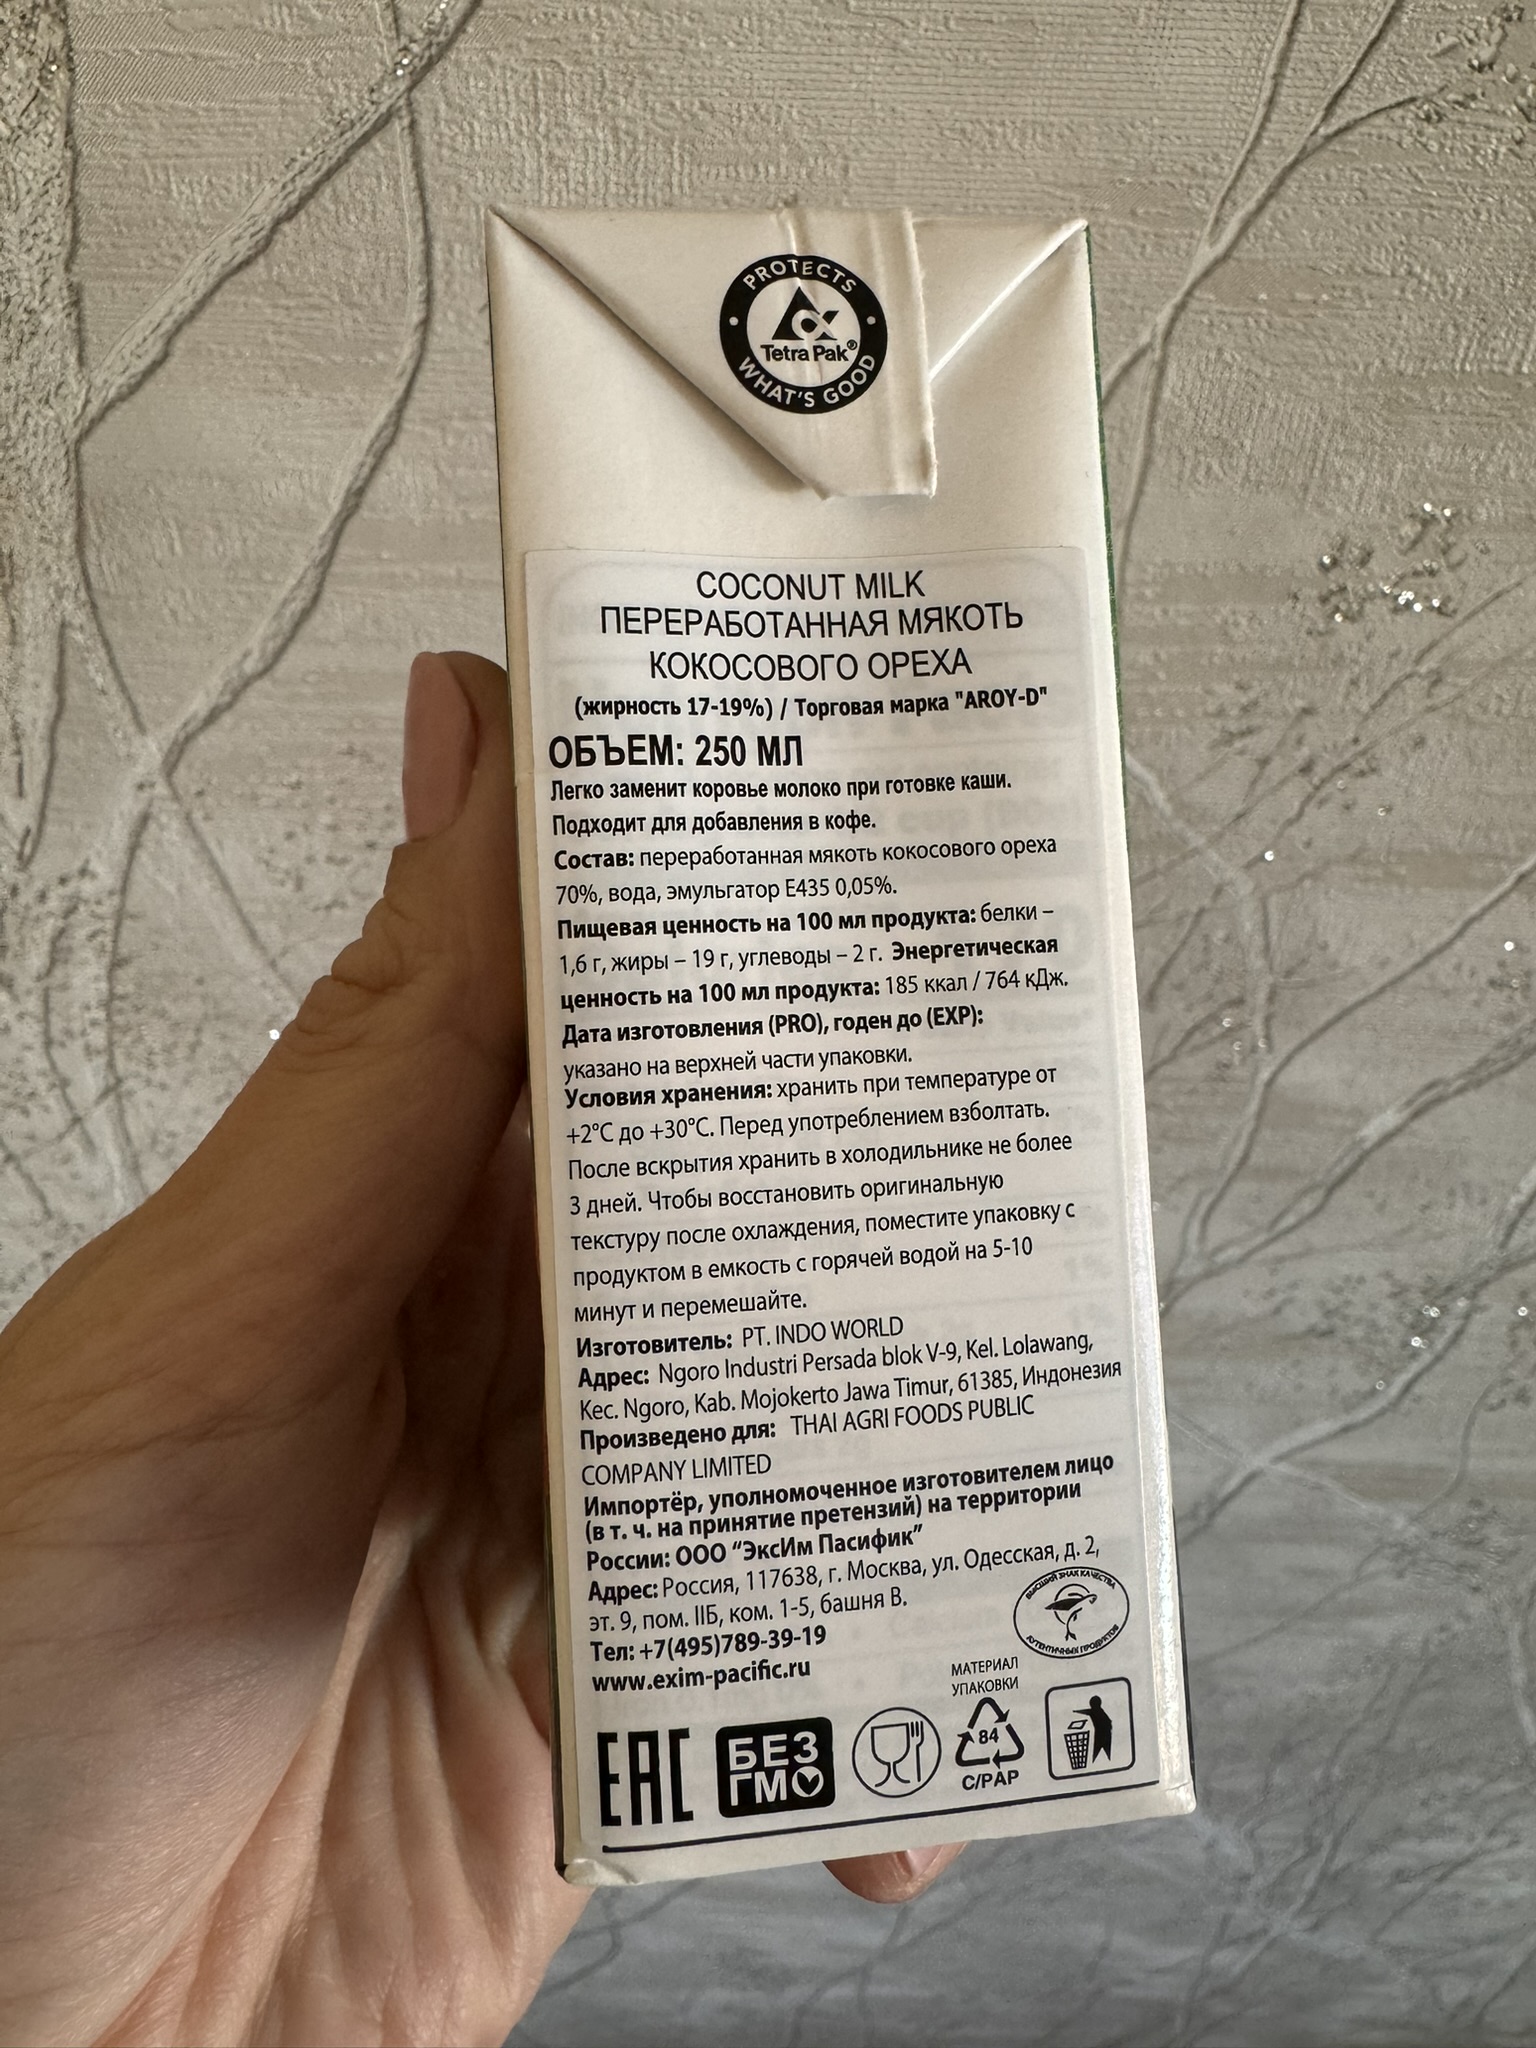 PROTECTS
Tetra Pak®
WHAT'S GOOD
COCONUT MILK
ПЕРЕРАБОТАННАЯ МЯКОТЬ
КОКОСОВОГО ОРЕХА
(жирность 17-19%) / Торговая марка "AROY-D"
ОБЪЕМ: 250 МЛ
Легко заменит коровье молоко при готовке каши.
Подходит для добавления в кофе.
Состав: переработанная мякоть кокосового ореха
70%, вода, эмульгатор Е435 0,05%.
Пищевая ценность на 100 мл продукта: белки –
1,6 г, жиры – 19 г, углеводы – 2 г. Энергетическая
ценность на 100 мл продукта: 185 ккал / 764 кДж.
Дата изготовления (PRO), годен до (EXP):
указано на верхней части упаковки.
Условия хранения: хранить при температуре от
+2°С до +30°С. Перед употреблением взболтать.
После вскрытия хранить в холодильнике не более
3 дней. Чтобы восстановить оригинальную
текстуру после охлаждения, поместите упаковку с
продуктом в емкость с горячей водой на 5-10
минут и перемешайте.
Изготовитель: PT. INDO WORLD
Адрес: Ngoro Industri Persada blok V-9, Kel. Lolawang,
Kec. Ngoro, Kab. Mojokerto Jawa Timur, 61385, Индонезия
Произведено для: THAI AGRI FOODS PUBLIC
COMPANY LIMITED
Импортёр, уполномоченное изготовителем лицо
(в т. ч. на принятие претензий) на территории
России: ООО “ЭксИм Пасифик”
Адрес: Россия, 117638, г. Москва, ул. Одесская, д. 2,
эт. 9, пом. IIБ, ком. 1-5, башня В.
Тел: +7(495)789-39-19
www.exim-pacific.ru
ВЫСШИЙ ЗНАК КАЧЕСТВА
АУТЕНТИЧНЫХ ПРОДУКТОВ
МАТЕРИАЛ
УПАКОВКИ
EAC
БЕЗ
ГМО
84
C/PAP